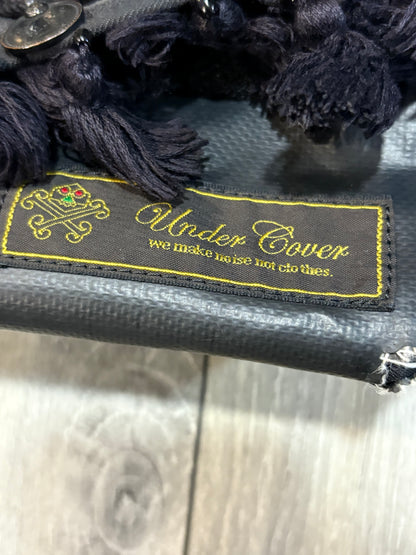 Under Cover
we make noise not clothes.